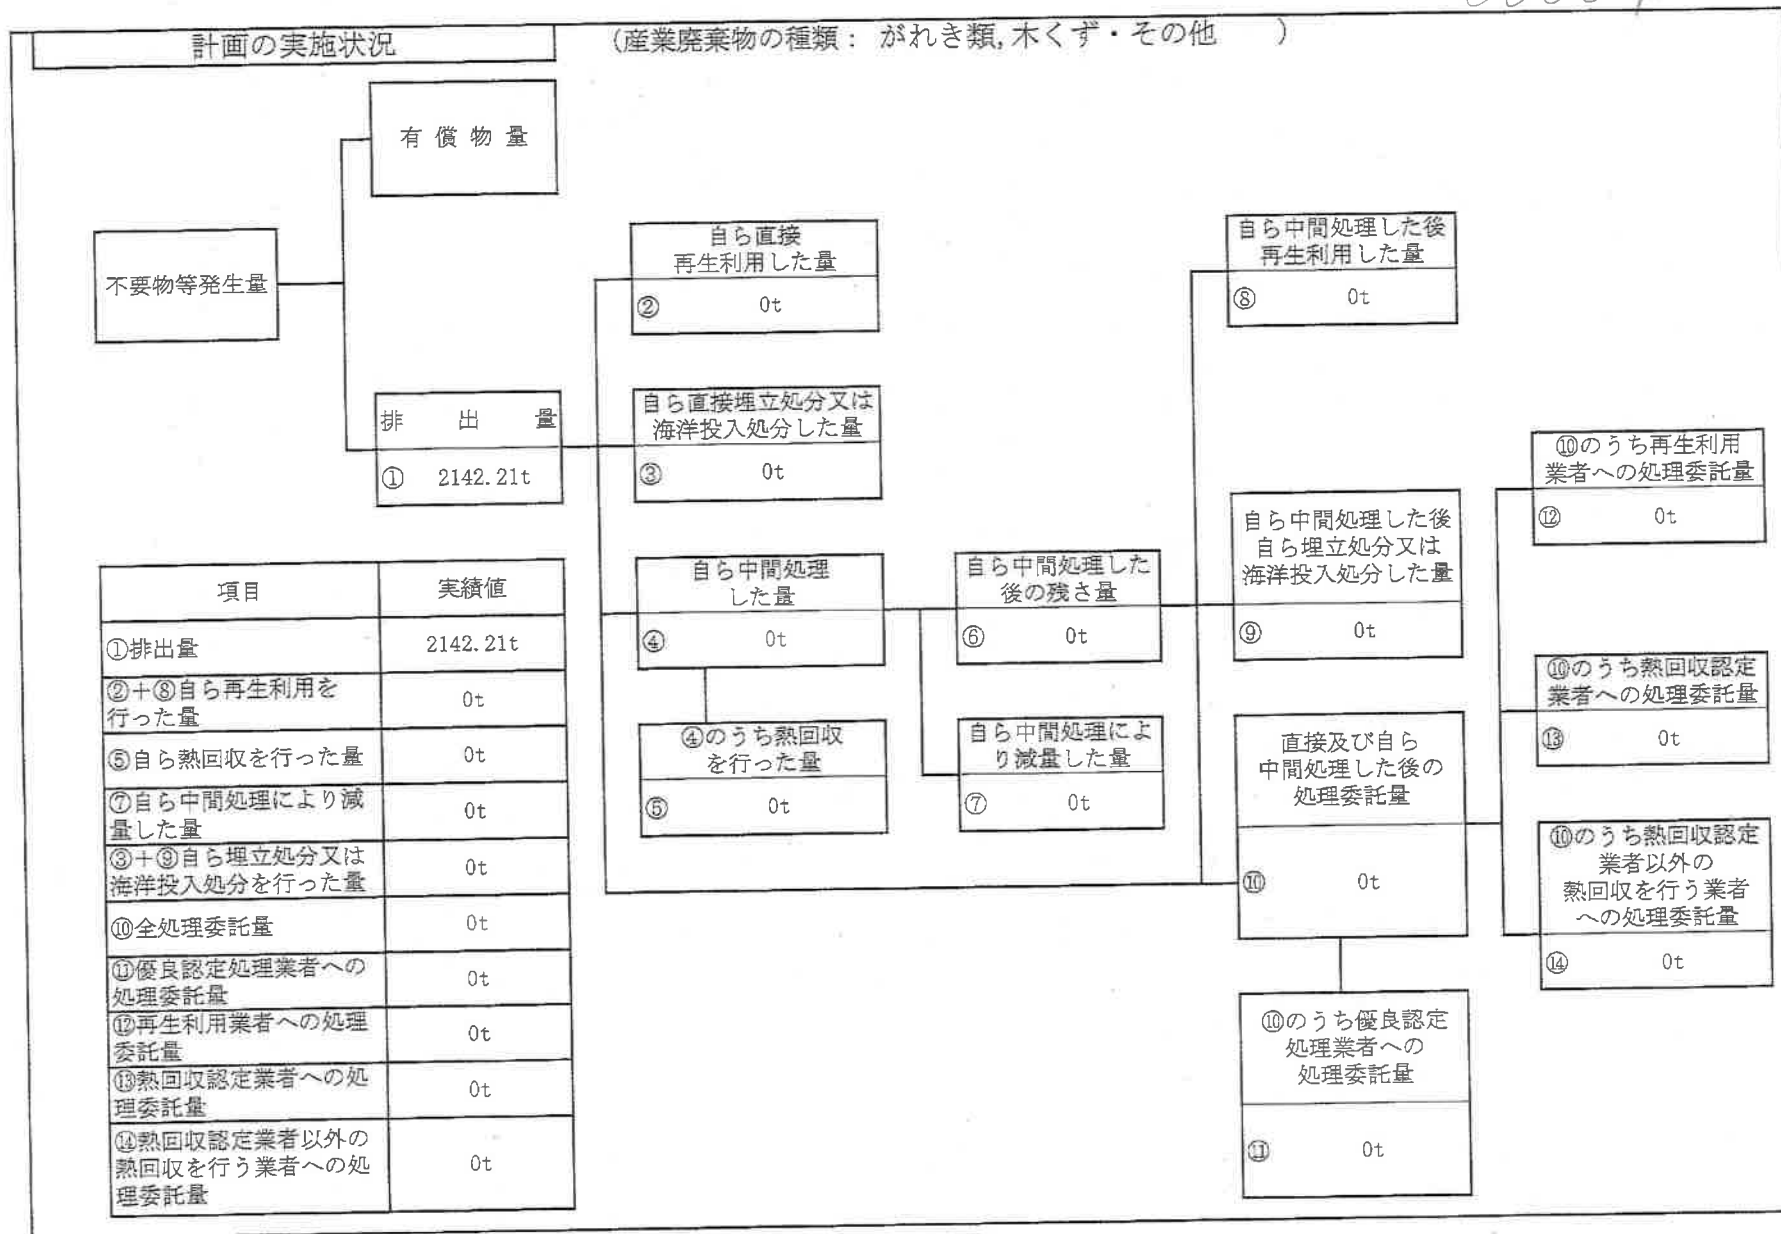 計画の実施状況
（産業廃棄物の種類： がれき類,木くず・その他 ）
有償物量
不要物等発生量
排出量
① 2142.21t
自ら直接
再生利用した量
② 0t
自ら直接埋立処分又は
海洋投入処分した量
③ 0t
自ら中間処理
した量
④ 0t
④のうち熱回収
を行った量
⑤ 0t
自ら中間処理した
後の残さ量
⑥ 0t
自ら中間処理によ
り減量した量
⑦ 0t
自ら中間処理した後
再生利用した量
⑧ 0t
自ら中間処理した後
自ら埋立処分又は
海洋投入処分した量
⑨ 0t
直接及び自ら
中間処理した後の
処理委託量
⑩ 0t
⑩のうち優良認定
処理業者への
処理委託量
⑪ 0t
⑩のうち再生利用
業者への処理委託量
⑫ 0t
⑩のうち熱回収認定
業者への処理委託量
⑬ 0t
⑩のうち熱回収認定
業者以外の
熱回収を行う業者
への処理委託量
⑭ 0t
項目 実績値
①排出量 2142.21t
②＋⑧自ら再生利用を
行った量 0t
⑤自ら熱回収を行った量 0t
⑦自ら中間処理により減
量した量 0t
③＋⑨自ら埋立処分又は
海洋投入処分を行った量 0t
⑩全処理委託量 0t
⑪優良認定処理業者への
処理委託量 0t
⑫再生利用業者への処理
委託量 0t
⑬熱回収認定業者への処
理委託量 0t
⑭熱回収認定業者以外の
熱回収を行う業者への処
理委託量 0t